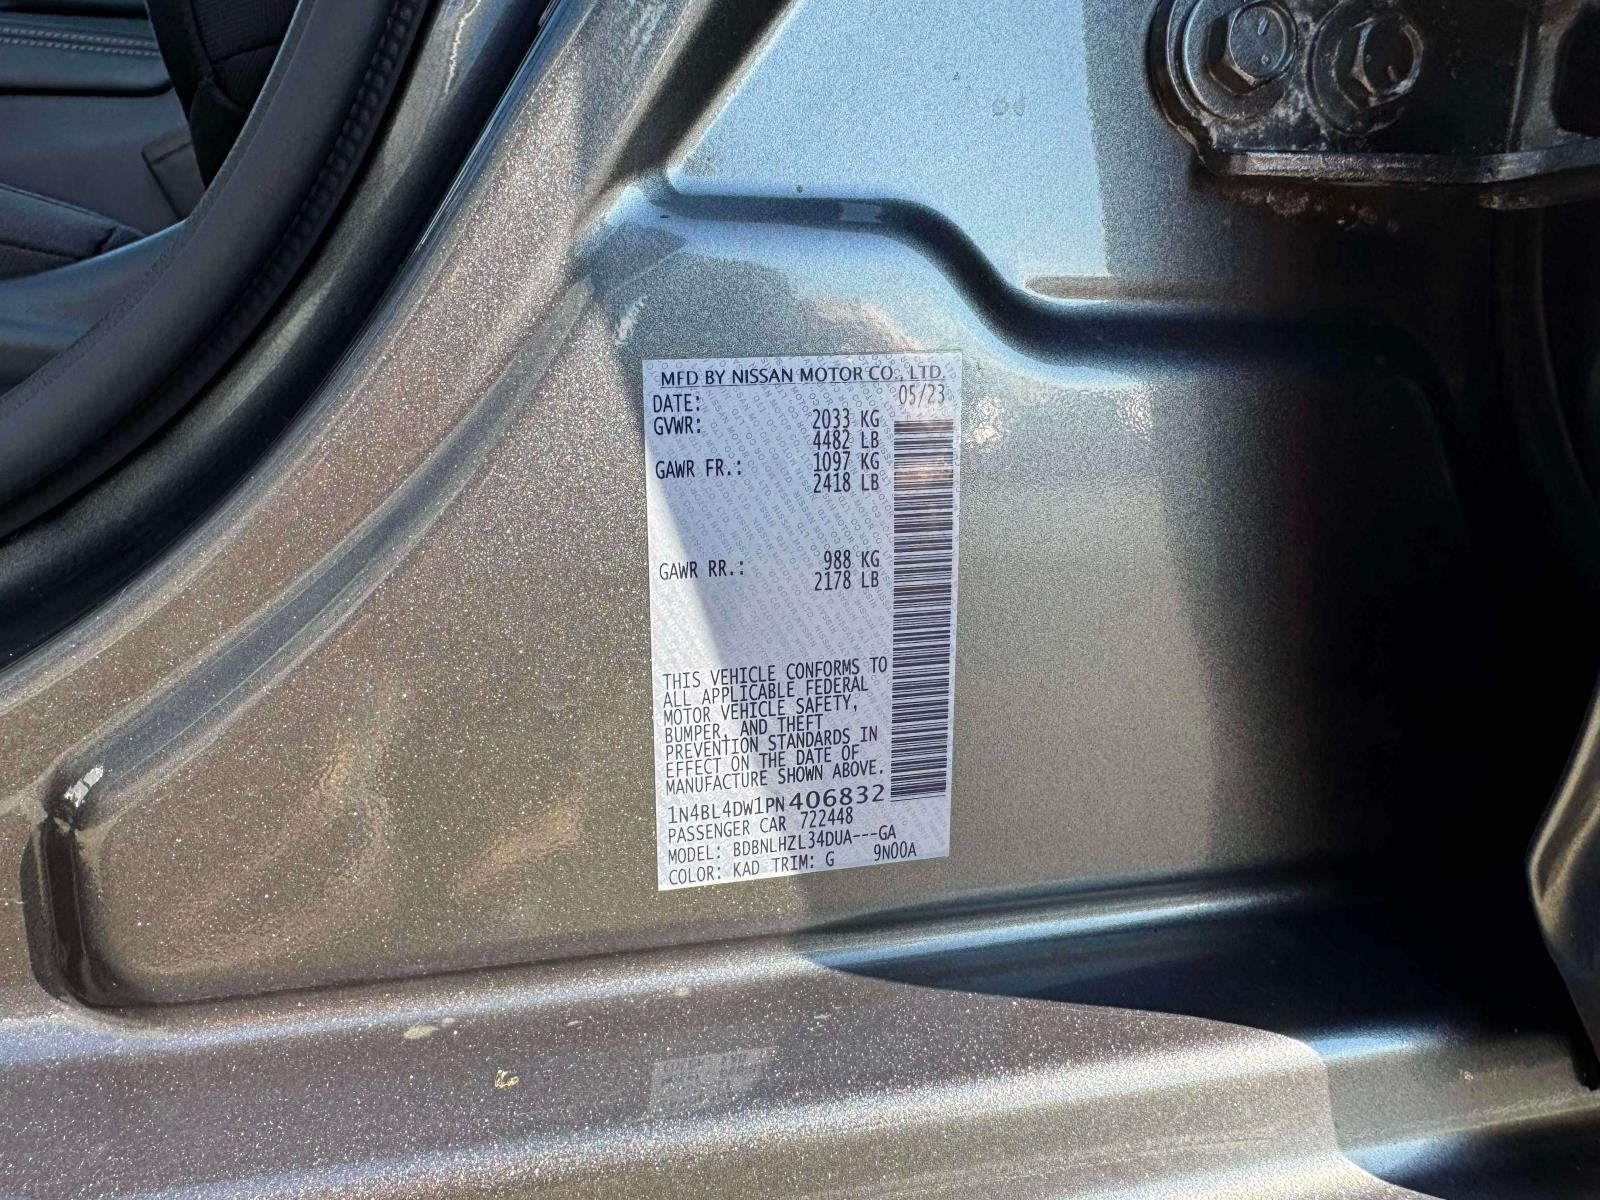 MFD BY NISSAN MOTOR CO., LTD.
DATE: 05/23
GVWR: 2033 KG
4482 LB
GAWR FR.: 1097 KG
2418 LB
GAWR RR.: 988 KG
2178 LB
THIS VEHICLE CONFORMS TO
ALL APPLICABLE FEDERAL
MOTOR VEHICLE SAFETY,
BUMPER, AND THEFT
PREVENTION STANDARDS IN
EFFECT ON THE DATE OF
MANUFACTURE SHOWN ABOVE.
1N4BL4DW1PN406832
PASSENGER CAR 722448
MODEL: BDBNLHZL34DUA---GA
COLOR: KAD TRIM: G 9N00A